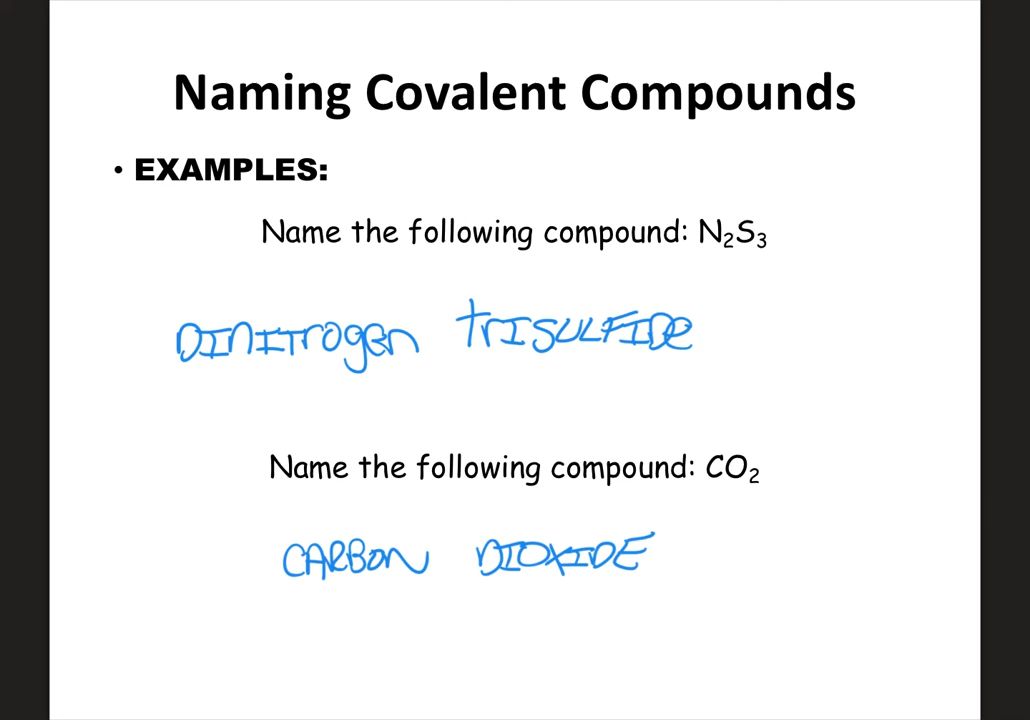 Naming Covalent Compounds
• EXAMPLES:
Name the following compound: N₂S₃
DINITrogen TrISULFIDe
Name the following compound: CO₂
CARBON DIOXIDE